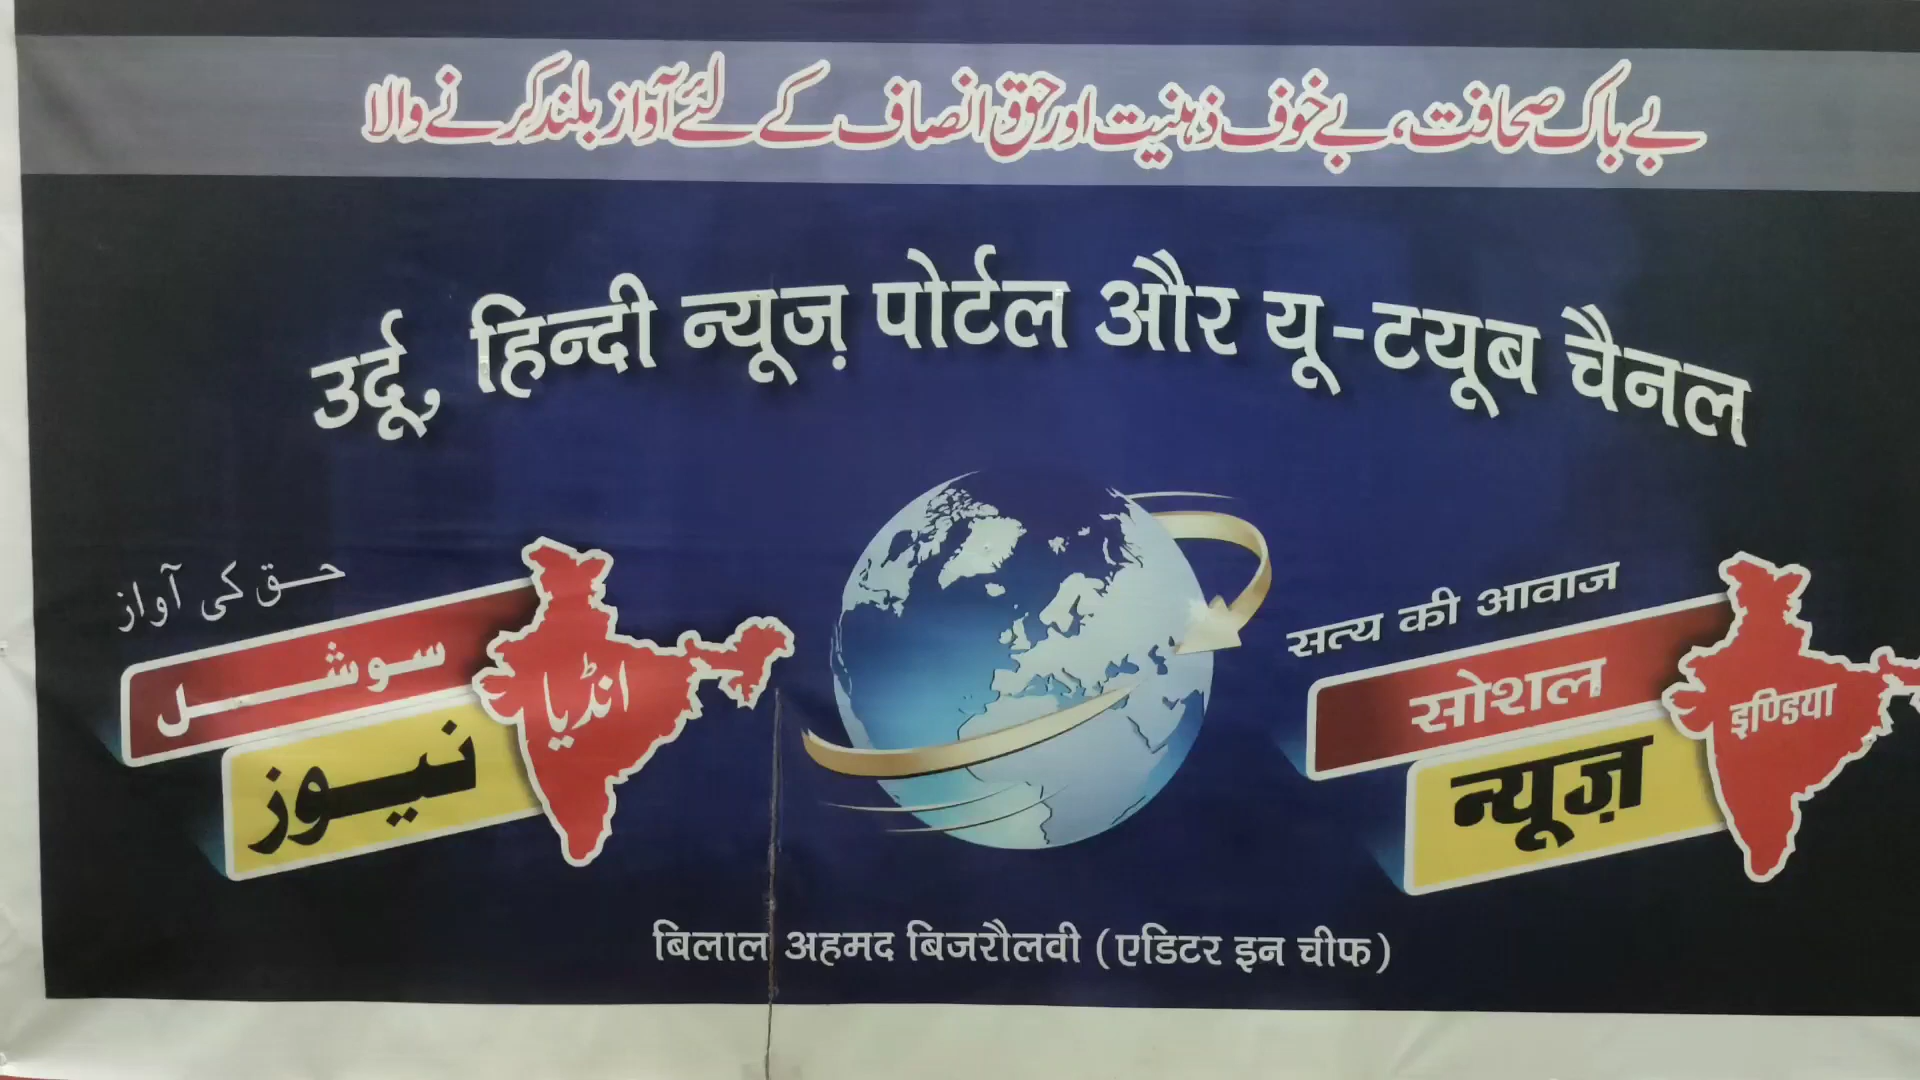 بے باک صحافت، بے خوف ذہنیت اور حق انصاف کے لئے آواز بلند کرنے والا
उर्दू, हिन्दी न्यूज़ पोर्टल और यू-टयूब चैनल
حق کی آواز
سوشل
نیوز
انڈیا
सत्य की आवाज
सोशल
न्यूज़
इण्डिया
बिलाल अहमद बिजरौलवी (एडिटर इन चीफ)